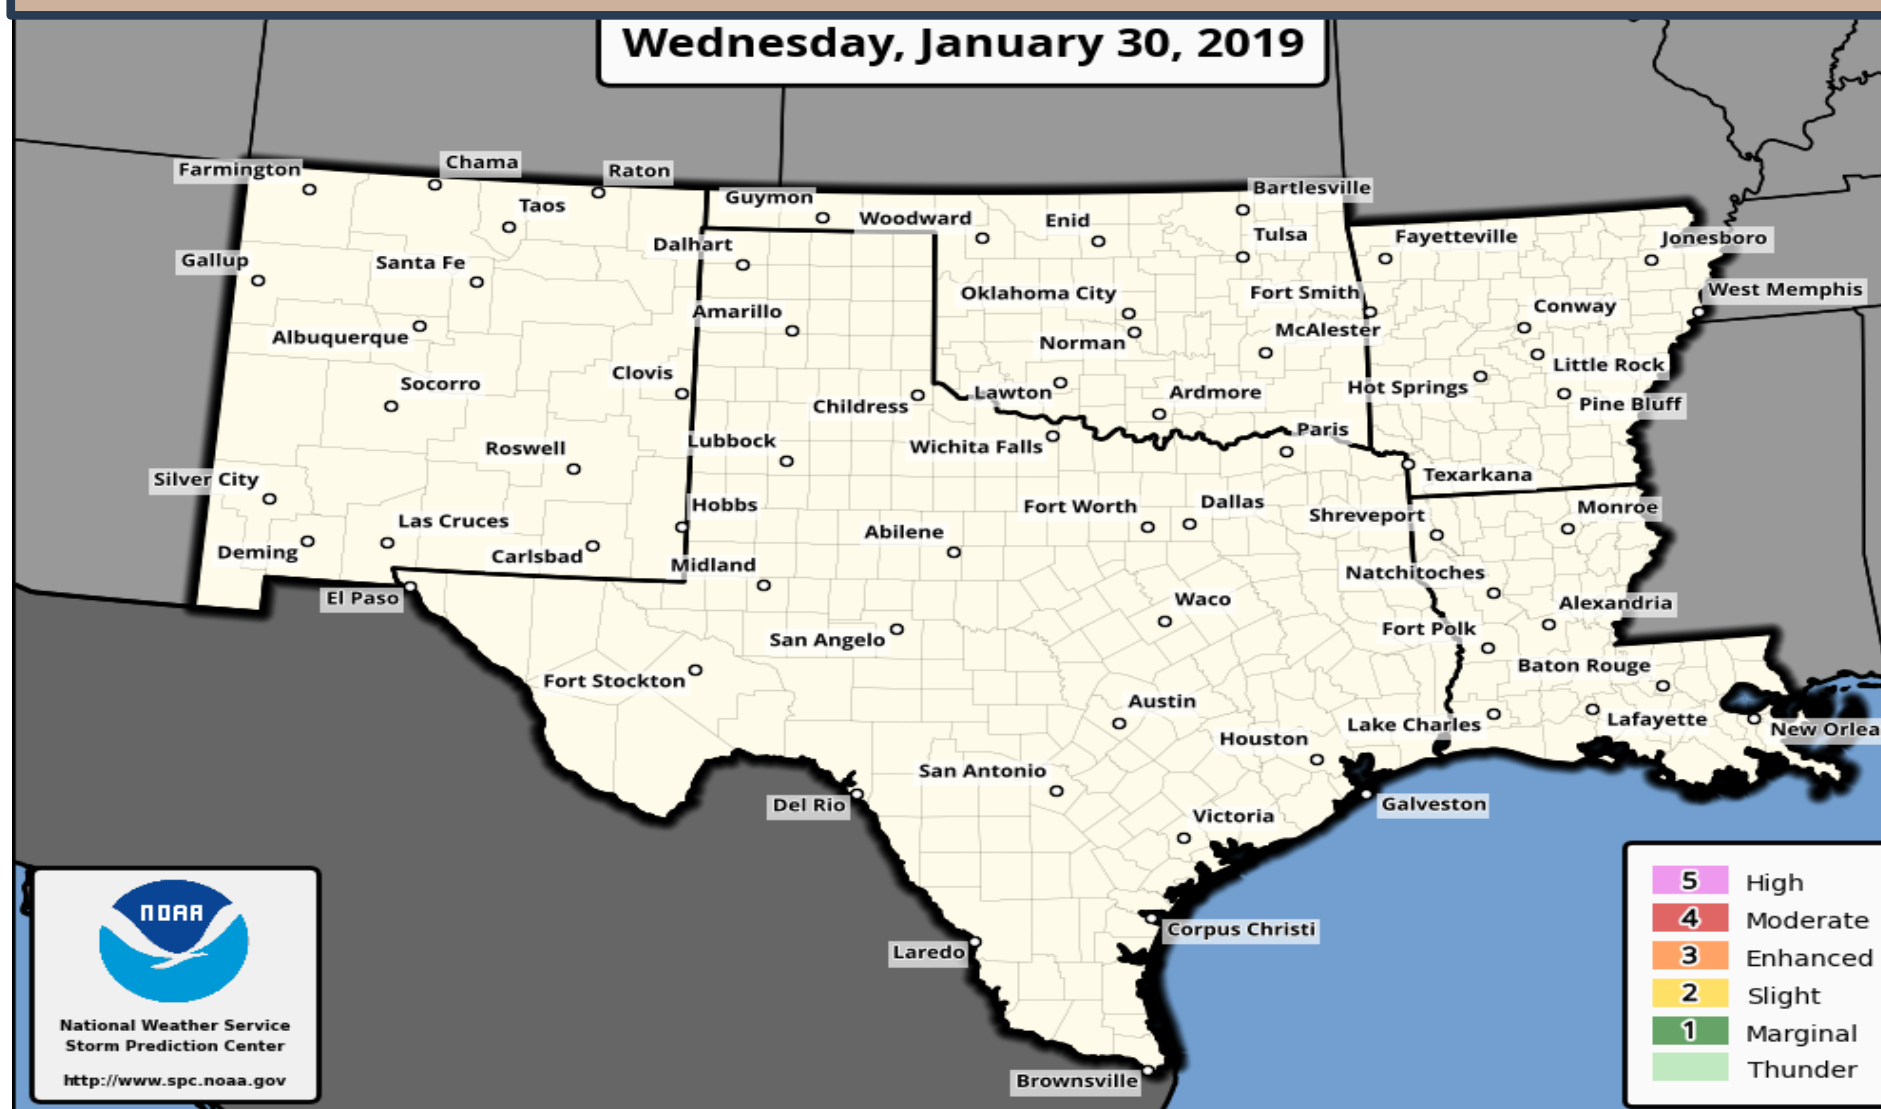 Wednesday, January 30, 2019
Farmington
Chama
Raton
Taos
Guymon
Woodward
Enid
Bartlesville
Tulsa
Fayetteville
Jonesboro
Gallup
Santa Fe
Dalhart
Oklahoma City
Fort Smith
West Memphis
Albuquerque
Amarillo
Norman
McAlester
Conway
Little Rock
Socorro
Clovis
Childress
Lawton
Ardmore
Hot Springs
Pine Bluff
Roswell
Lubbock
Wichita Falls
Paris
Texarkana
Silver City
Hobbs
Fort Worth
Dallas
Shreveport
Monroe
Las Cruces
Abilene
Deming
Carlsbad
Midland
Natchitoches
El Paso
Waco
Alexandria
San Angelo
Fort Polk
Fort Stockton
Baton Rouge
Austin
Lake Charles
Lafayette
New Orlea
Houston
San Antonio
Del Rio
Galveston
Victoria
Corpus Christi
Laredo
Brownsville
NOAA
National Weather Service
Storm Prediction Center
http://www.spc.noaa.gov
5 High
4 Moderate
3 Enhanced
2 Slight
1 Marginal
Thunder